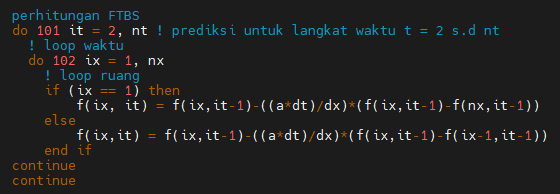 perhitungan FTBS
do 101 it = 2, nt ! prediksi untuk langkat waktu t = 2 s.d nt
! loop waktu
do 102 ix = 1, nx
! loop ruang
if (ix == 1) then
f(ix, it) = f(ix,it-1)-((a*dt)/dx)*(f(ix,it-1)-f(nx,it-1))
else
f(ix,it) = f(ix,it-1)-((a*dt)/dx)*(f(ix,it-1)-f(ix-1,it-1))
end if
continue
continue